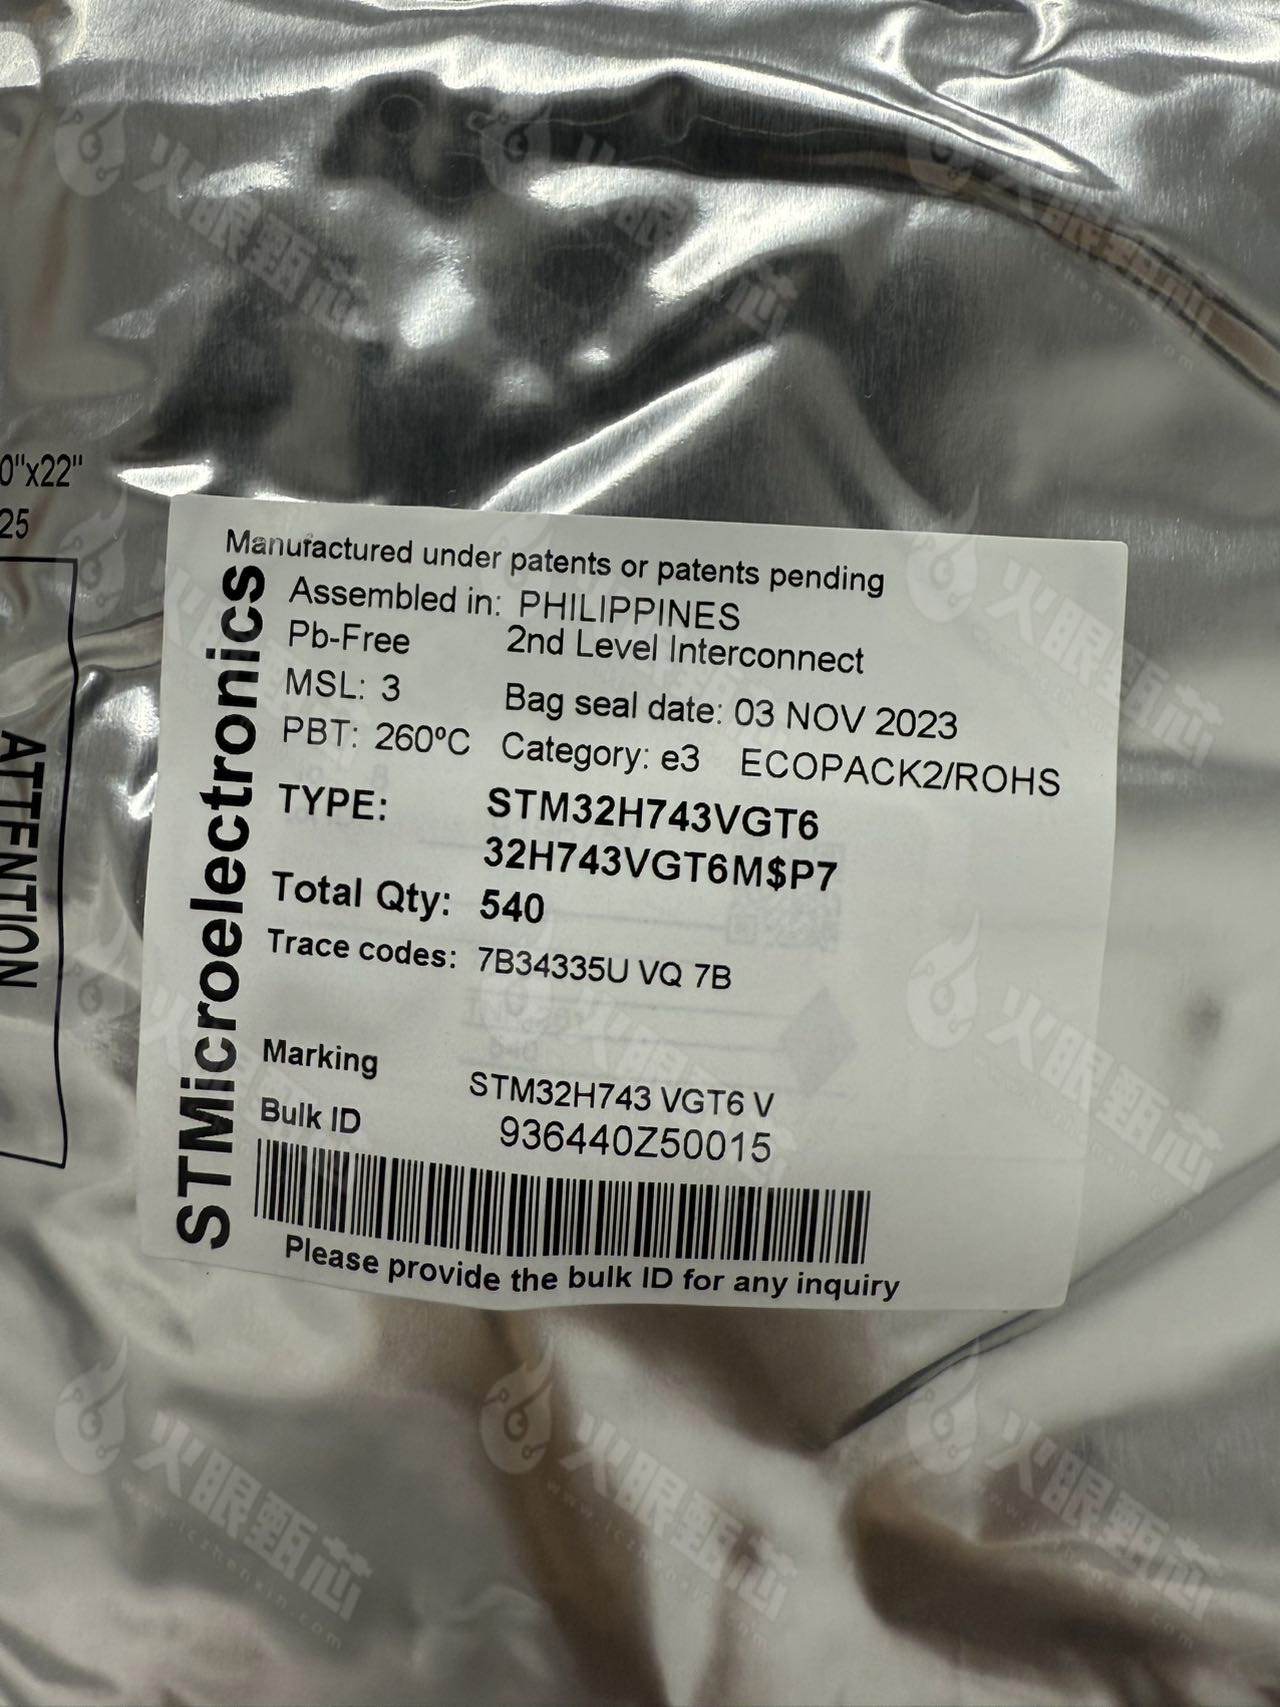 0"x22"
25
ATTENTION
STMicroelectronics
Manufactured under patents or patents pending
Assembled in: PHILIPPINES
Pb-Free 2nd Level Interconnect
MSL: 3 Bag seal date: 03 NOV 2023
PBT: 260ºC Category: e3 ECOPACK2/ROHS
TYPE: STM32H743VGT6
32H743VGT6M$P7
Total Qty: 540
Trace codes: 7B34335U VQ 7B
Marking
STM32H743 VGT6 V
Bulk ID 936440Z50015
Please provide the bulk ID for any inquiry
火眼甄芯
www.iczhenxin.com